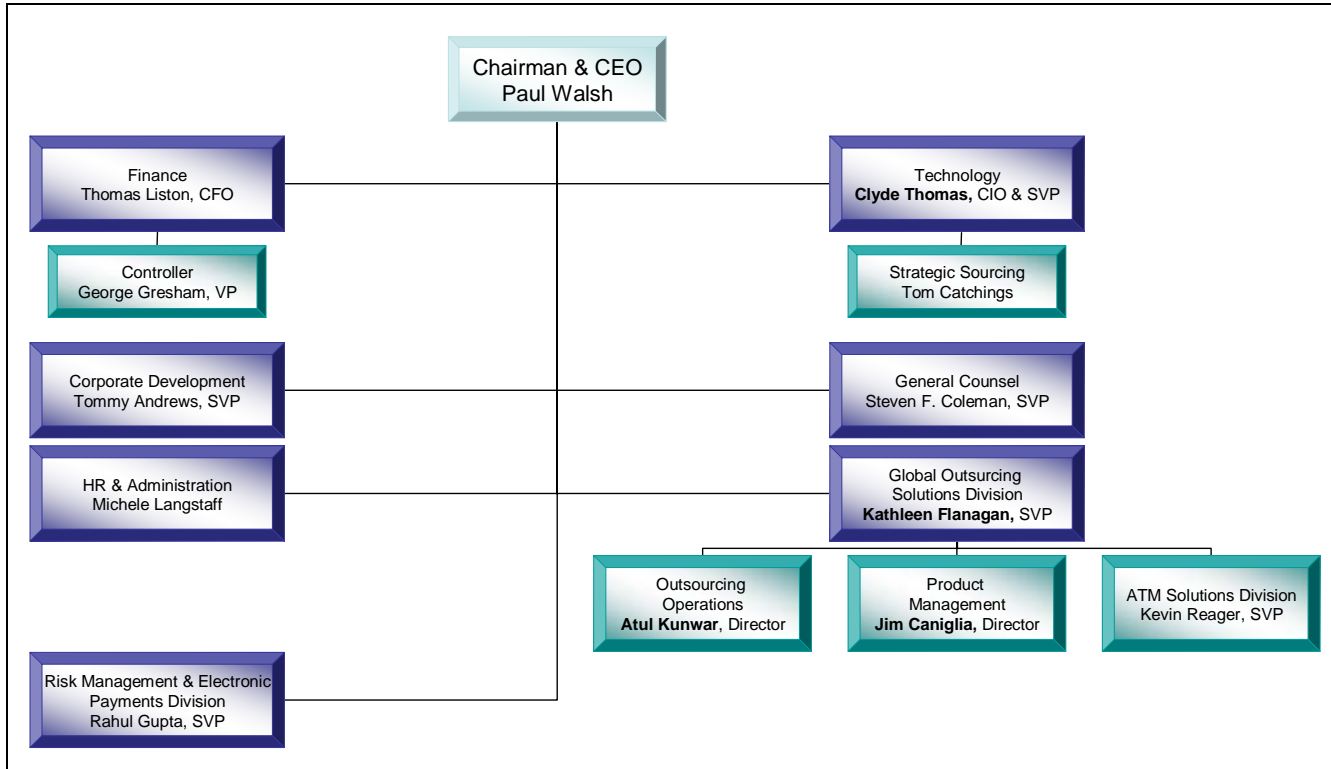 Chairman & CEO
Paul Walsh
Finance
Thomas Liston, CFO
Technology
Clyde Thomas, CIO & SVP
Controller
George Gresham, VP
Strategic Sourcing
Tom Catchings
Corporate Development
Tommy Andrews, SVP
General Counsel
Steven F. Coleman, SVP
HR & Administration
Michele Langstaff
Global Outsurcing
Solutions Division
Kathleen Flanagan, SVP
Outsourcing
Operations
Atul Kunwar, Director
Product
Management
Jim Caniglia, Director
ATM Solutions Division
Kevin Reager, SVP
Risk Management & Electronic
Payments Division
Rahul Gupta, SVP